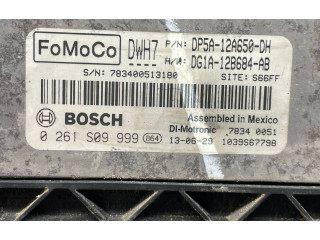 FoMoCo DWH7 P/N: DP5A-12A650-DH
H/W: DG1A-12B684-AB
S/N: 783400513180 SITE: S66FF
BOSCH Assembled in Mexico
DI-Motronic 7834 0051
0 261 S09 999 864 13-06-29 1039S67798